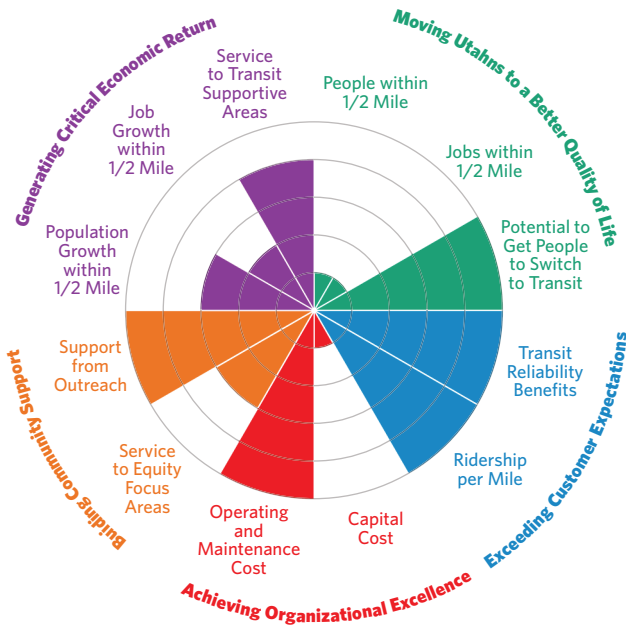 Generating Critical Economic Return
Moving Utahns to a Better Quality of Life
Service
to Transit
Supportive
Areas
People within
1/2 Mile
Job
Growth
within
1/2 Mile
Jobs within
1/2 Mile
Population
Growth
within
1/2 Mile
Potential to
Get People
to Switch
to Transit
Support
from
Outreach
Transit
Reliability
Benefits
Service
to Equity
Focus
Areas
Ridership
per Mile
Operating
and
Maintenance
Cost
Capital
Cost
Building Community Support
Exceeding Customer Expectations
Achieving Organizational Excellence